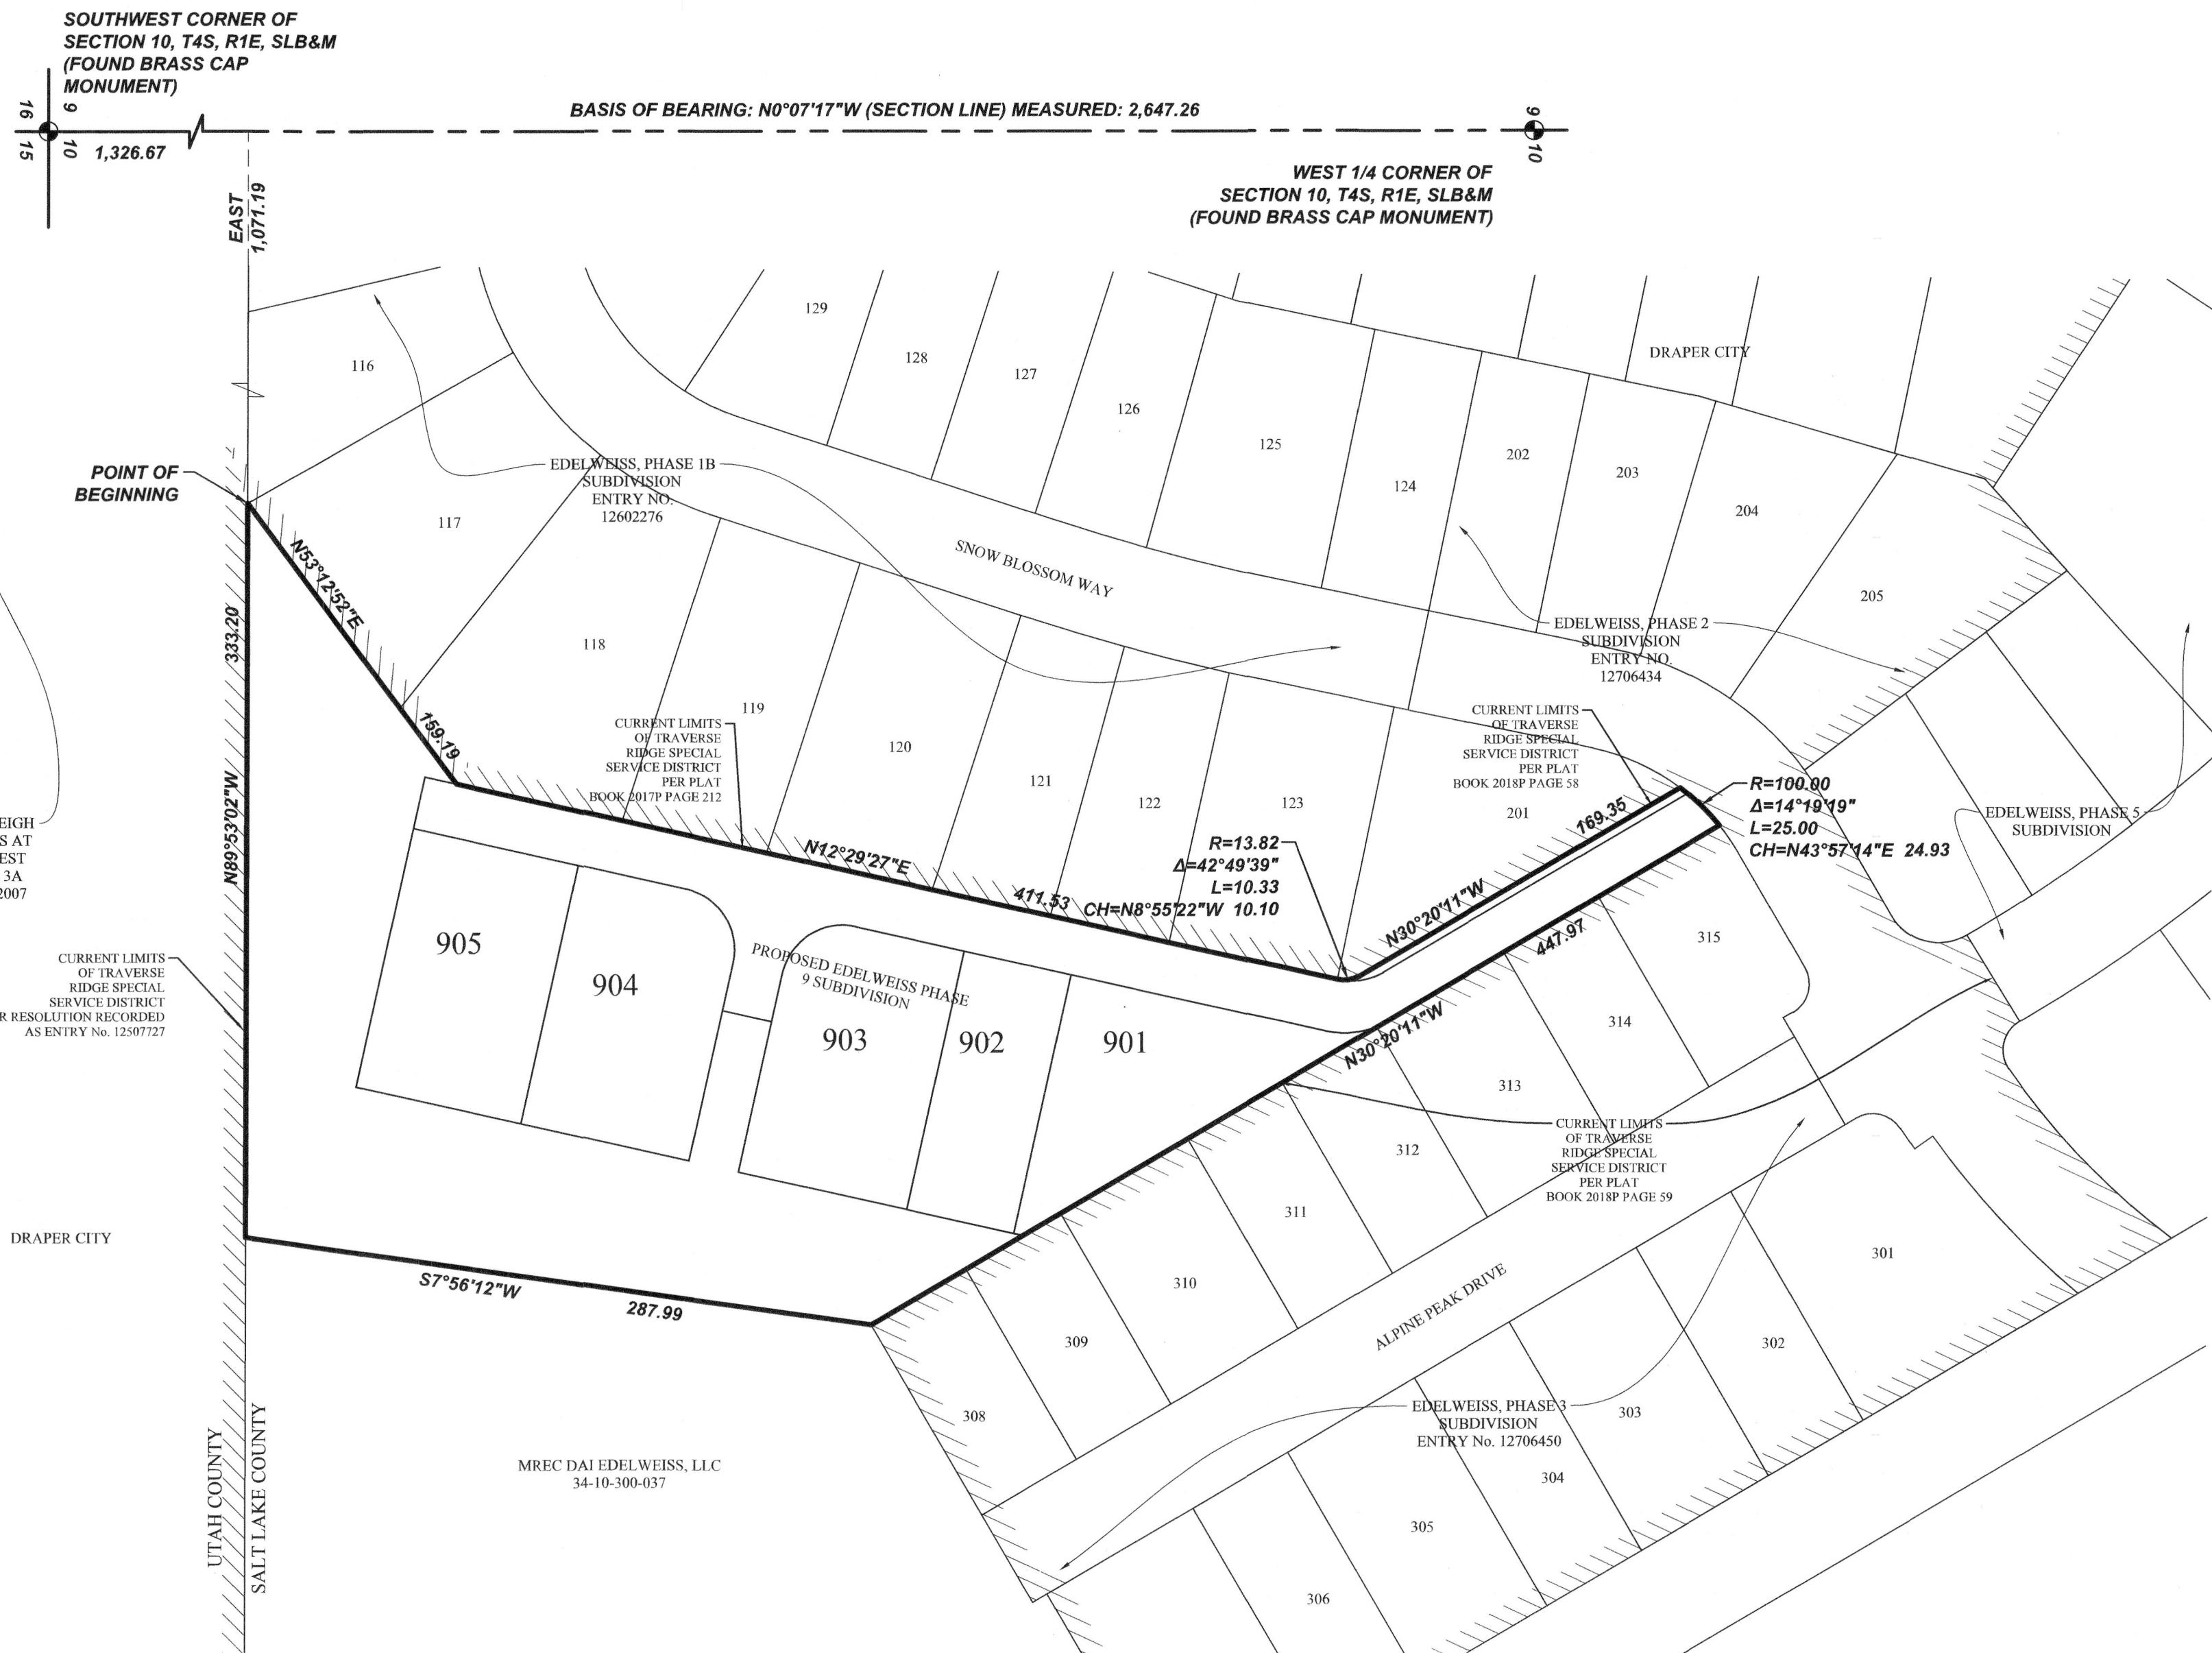 SOUTHWEST CORNER OF
SECTION 10, T4S, R1E, SLB&M
(FOUND BRASS CAP
MONUMENT)
16
9
15
10
1,326.67
BASIS OF BEARING: N0°07'17"W (SECTION LINE) MEASURED: 2,647.26
9
10
WEST 1/4 CORNER OF
SECTION 10, T4S, R1E, SLB&M
(FOUND BRASS CAP MONUMENT)
EAST
1,071.19
129
128
127
126
125
124
202
203
204
205
DRAPER CITY
116
117
118
119
120
121
122
123
201
POINT OF
BEGINNING
EDELWEISS, PHASE 1B
SUBDIVISION
ENTRY NO.
12602276
SNOW BLOSSOM WAY
EDELWEISS, PHASE 2
SUBDIVISION
ENTRY NO.
12706434
N53°12'52"E
159.19
333.20
N89°53'02"W
CURRENT LIMITS
OF TRAVERSE
RIDGE SPECIAL
SERVICE DISTRICT
PER PLAT
BOOK 2017P PAGE 212
CURRENT LIMITS
OF TRAVERSE
RIDGE SPECIAL
SERVICE DISTRICT
PER PLAT
BOOK 2018P PAGE 58
R=100.00
Δ=14°19'19"
L=25.00
CH=N43°57'14"E 24.93
EDELWEISS, PHASE 5
SUBDIVISION
R=13.82
Δ=42°49'39"
L=10.33
CH=N8°55'22"W 10.10
N12°29'27"E
411.53
169.35
N30°20'11"W
447.97
N30°20'11"W
EIGH
S AT
EST
3A
2007
CURRENT LIMITS
OF TRAVERSE
RIDGE SPECIAL
SERVICE DISTRICT
R RESOLUTION RECORDED
AS ENTRY No. 12507727
905
904
903
902
901
PROPOSED EDELWEISS PHASE
9 SUBDIVISION
315
314
313
312
311
310
309
308
CURRENT LIMITS
OF TRAVERSE
RIDGE SPECIAL
SERVICE DISTRICT
PER PLAT
BOOK 2018P PAGE 59
DRAPER CITY
S7°56'12"W
287.99
ALPINE PEAK DRIVE
301
302
303
304
305
306
EDELWEISS, PHASE 3
SUBDIVISION
ENTRY No. 12706450
MREC DAI EDELWEISS, LLC
34-10-300-037
UTAH COUNTY
SALT LAKE COUNTY